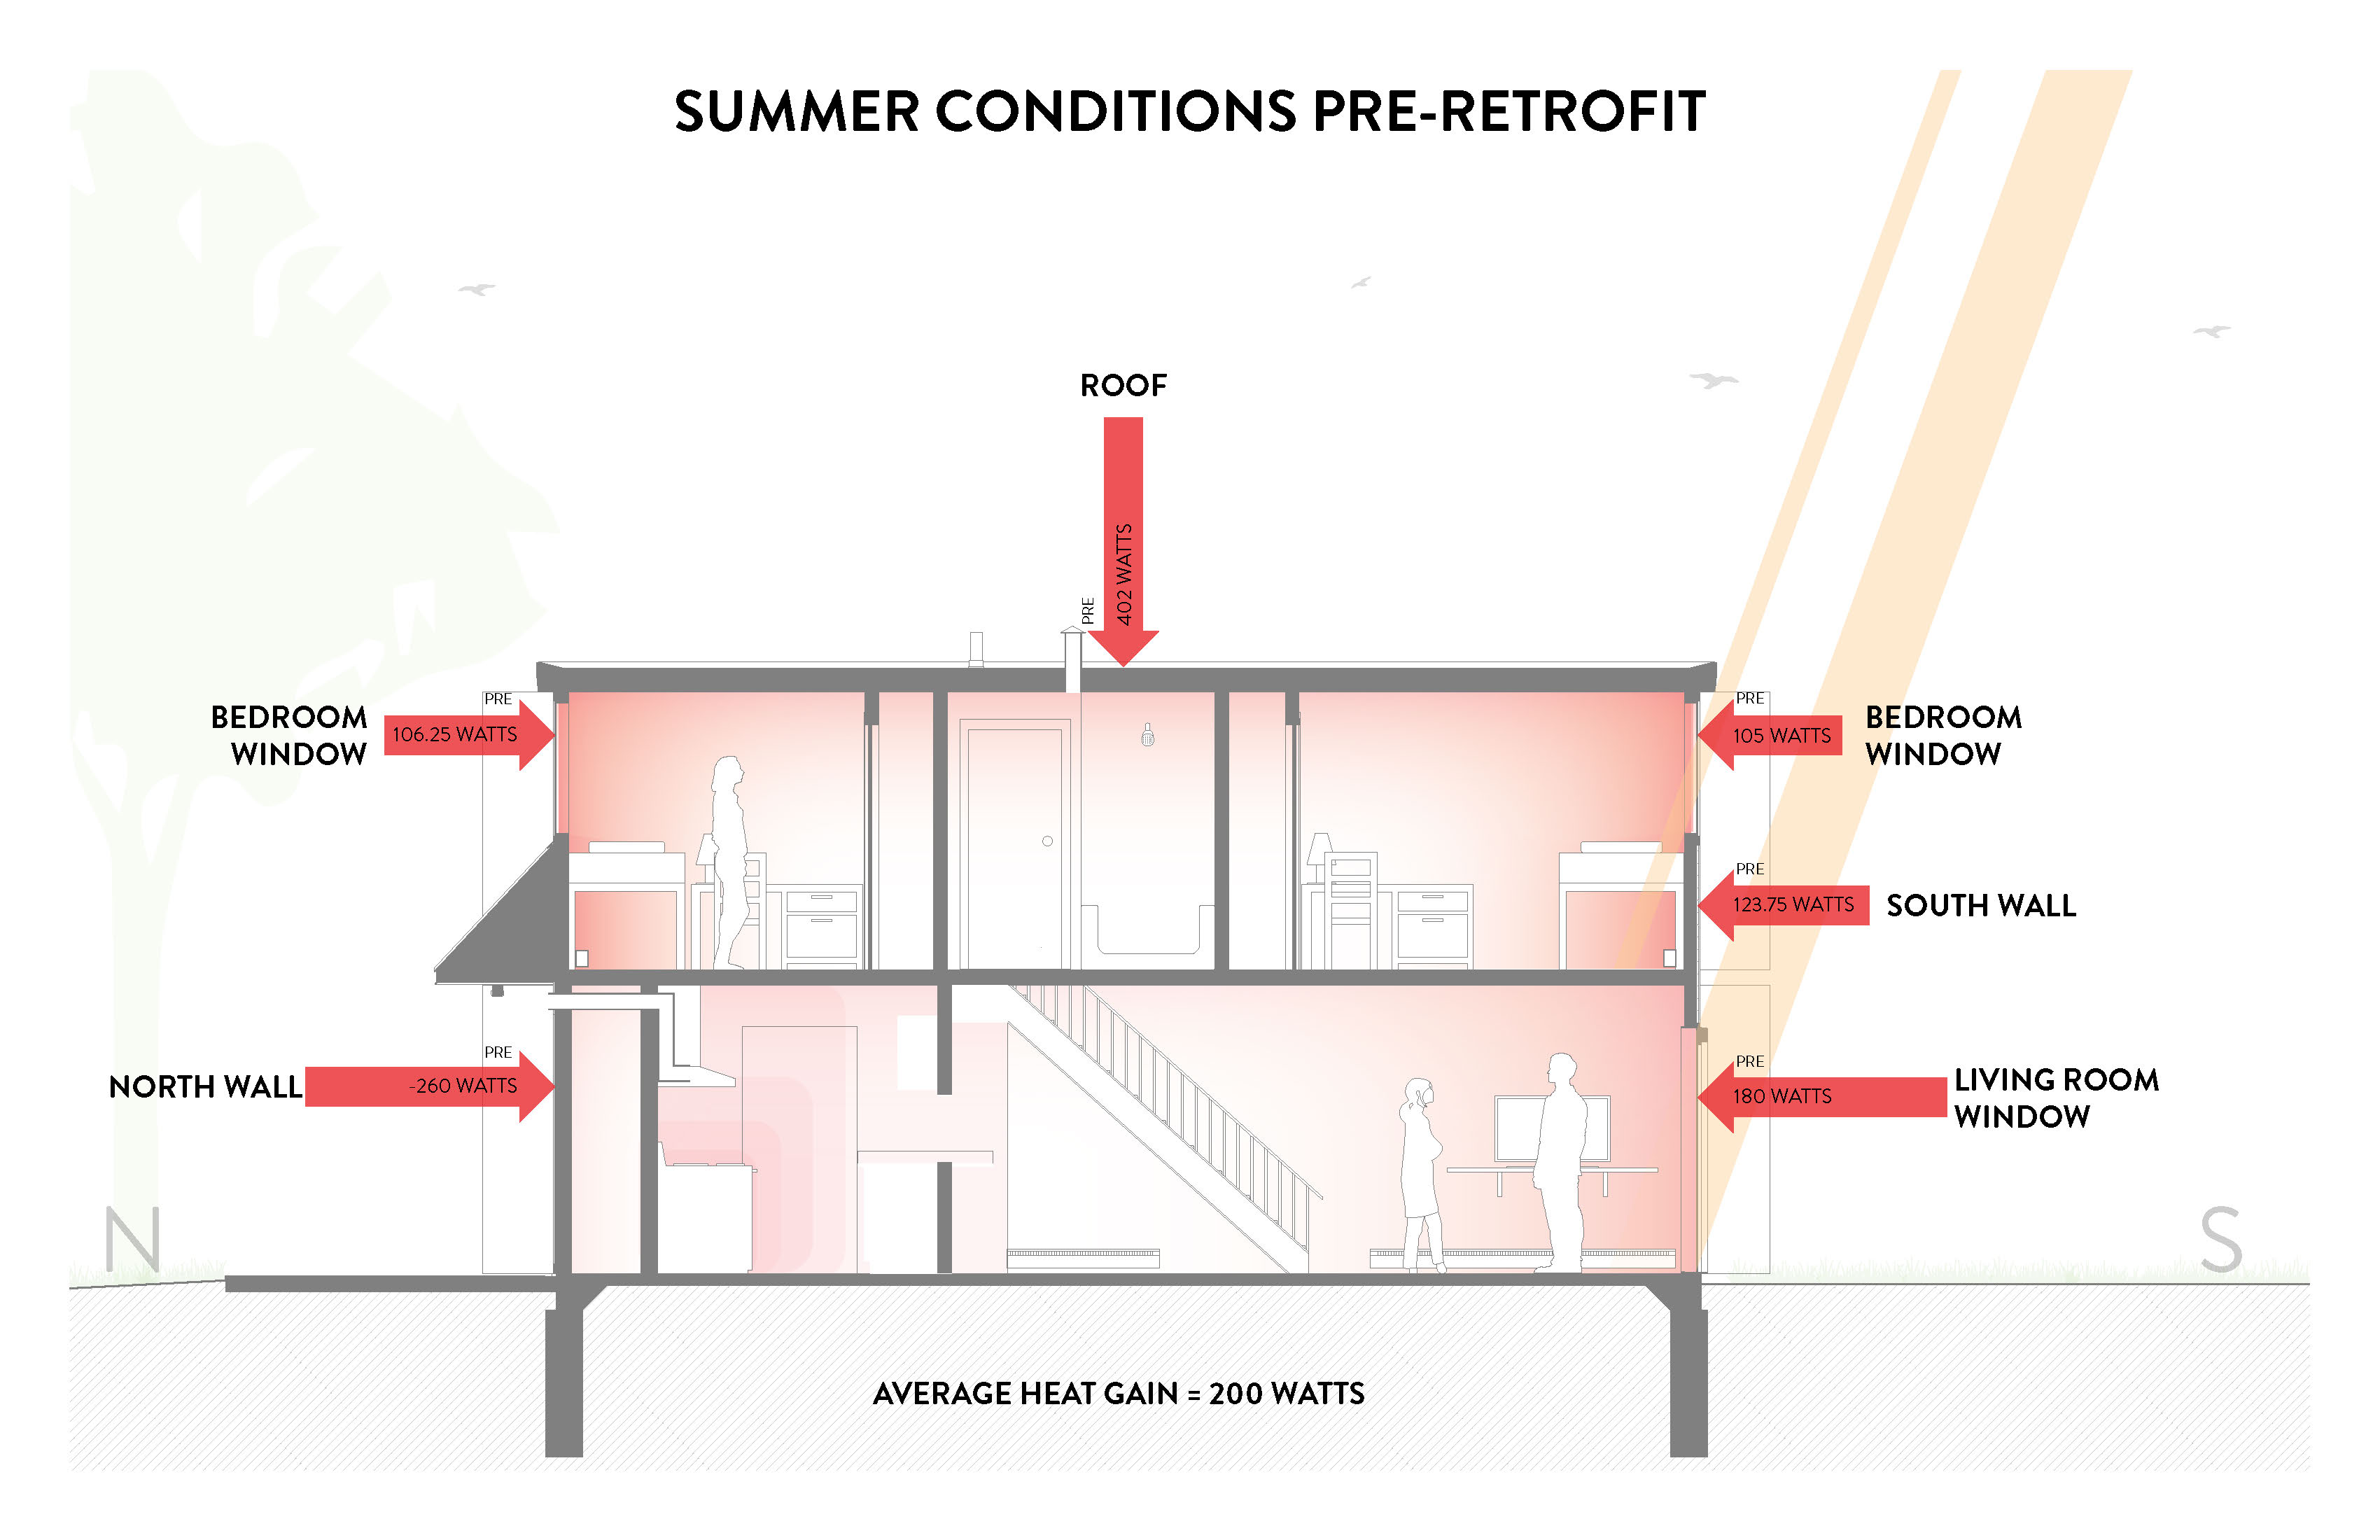 SUMMER CONDITIONS PRE-RETROFIT
ROOF
PRE
402 WATTS
BEDROOM
WINDOW
PRE
106.25 WATTS
PRE
105 WATTS
BEDROOM
WINDOW
PRE
123.75 WATTS
SOUTH WALL
NORTH WALL
PRE
-260 WATTS
PRE
180 WATTS
LIVING ROOM
WINDOW
N
S
AVERAGE HEAT GAIN = 200 WATTS